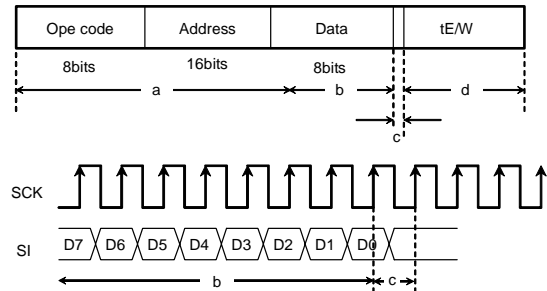 Ope code Address Data tE/W
8bits 16bits 8bits
a b d
c
SCK
SI D7 D6 D5 D4 D3 D2 D1 D0
b c